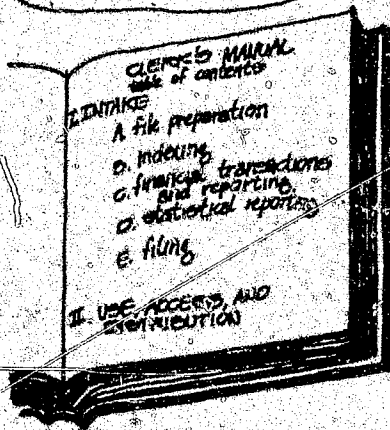 CLERK'S MANUAL
table of contents
I. INTAKE
A. file preparation
B. indexing
C. financial transactions
and reporting
D. statistical reporting
E. filing
II. USE, ACCESS, AND
DISTRIBUTION